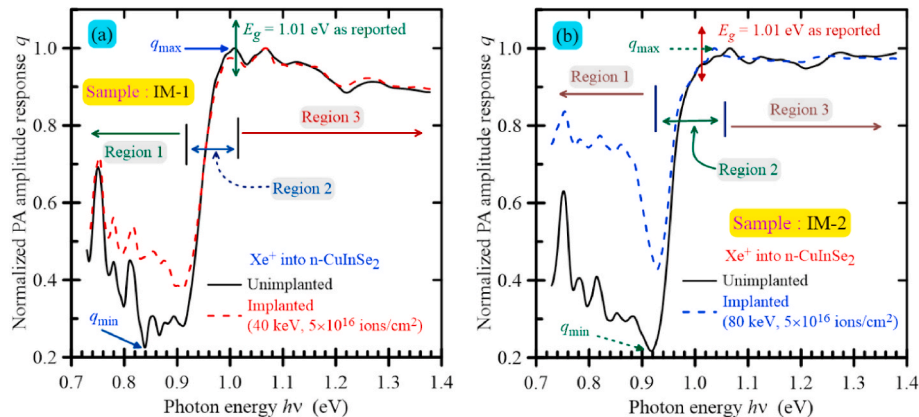 (a)
E_g = 1.01 eV as reported
q_max
Sample : IM-1
Region 1
Region 3
Region 2
Xe⁺ into n-CuInSe₂
Unimplanted
Implanted
(40 keV, 5×10¹⁶ ions/cm²)
q_min
Normalized PA amplitude response q
1.0
0.8
0.6
0.4
0.2
0.7 0.8 0.9 1.0 1.1 1.2 1.3 1.4
Photon energy hν (eV)
(b)
E_g = 1.01 eV as reported
q_max
Region 1
Region 3
Region 2
Sample : IM-2
Xe⁺ into n-CuInSe₂
Unimplanted
Implanted
(80 keV, 5×10¹⁶ ions/cm²)
q_min
Normalized PA amplitude response q
1.0
0.8
0.6
0.4
0.2
0.7 0.8 0.9 1.0 1.1 1.2 1.3 1.4
Photon energy hν (eV)